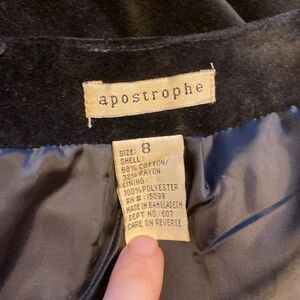 apostrophe
SIZE: 8
SHELL:
68% COTTON/
32% RAYON
LINING:
100% POLYESTER
RN #: 15099
MADE IN BANGLADESH
DEPT NO.: 607
CARE ON REVERSE